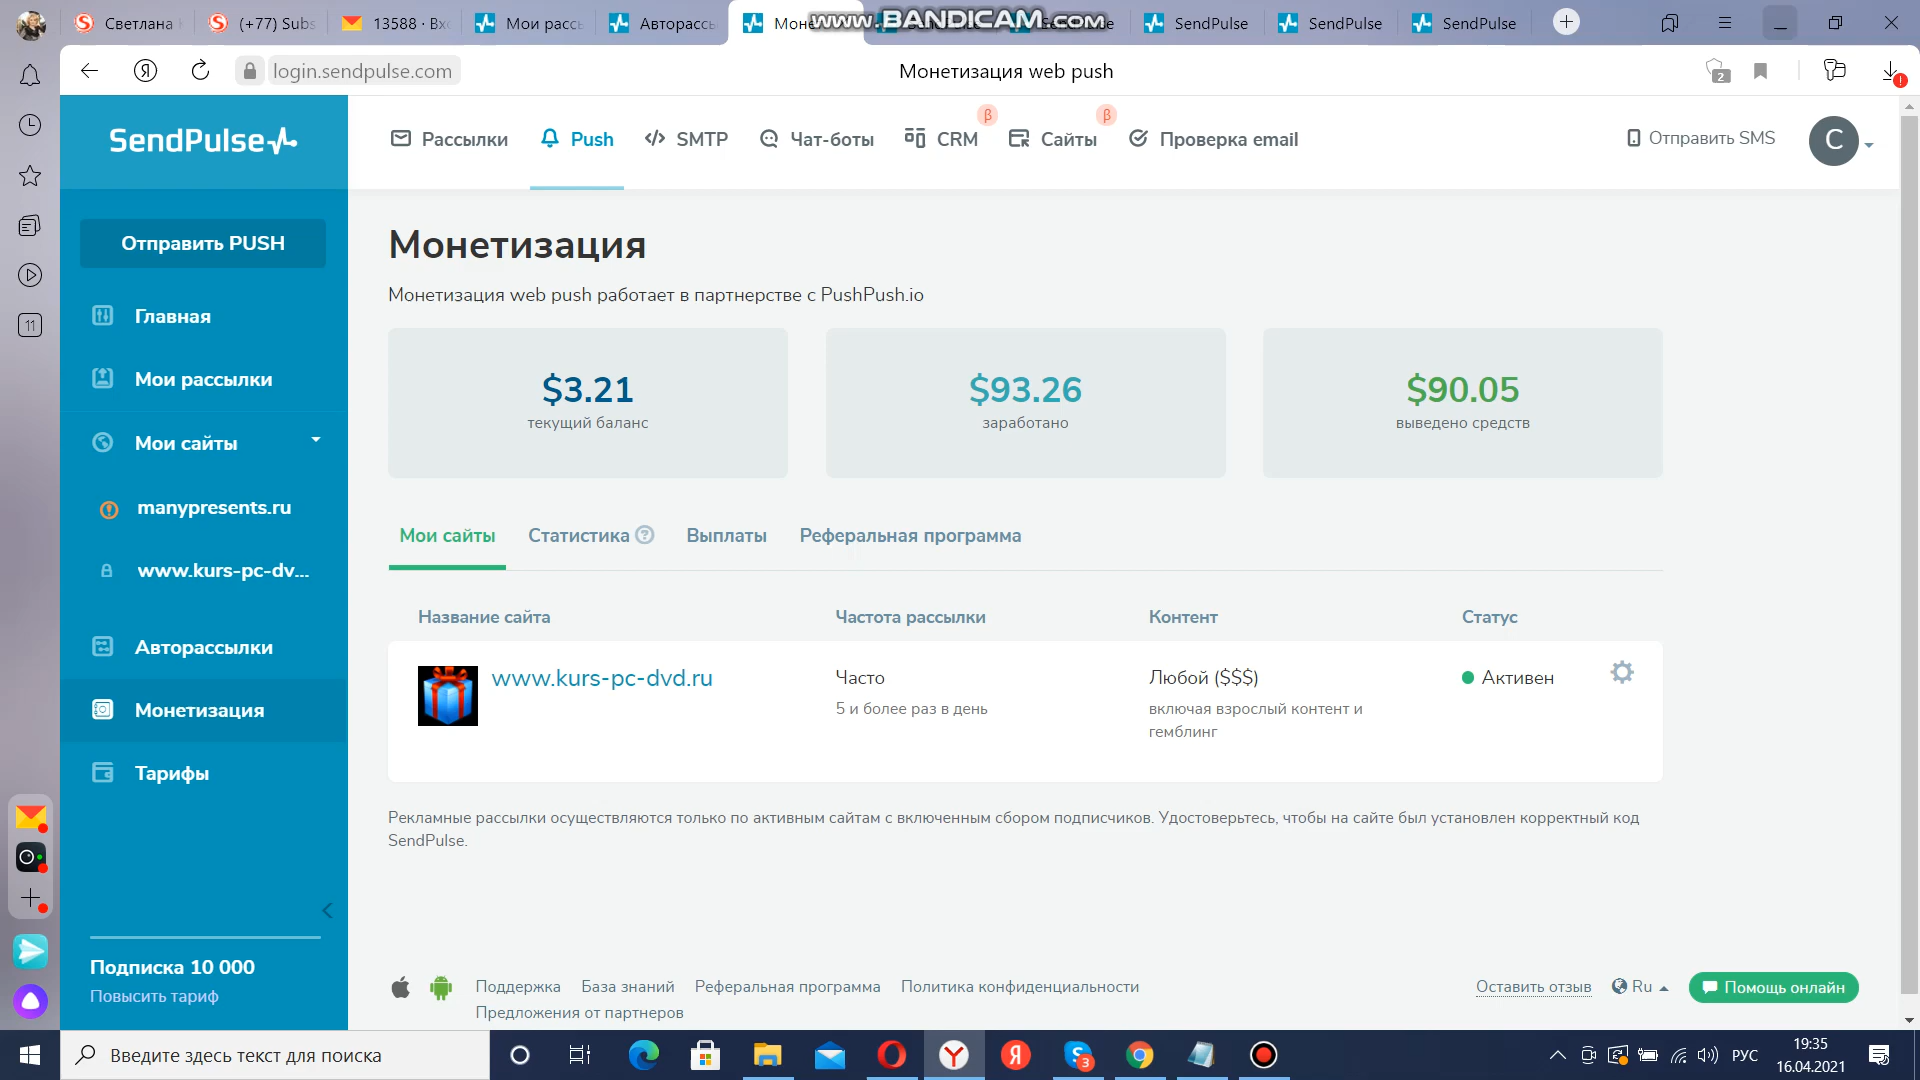 Светлана
(+77) Subs
13588 · Вхо
Мои расс
Авторассы
Мон
www.BANDICAM.com
SendPulse
SendPulse
SendPulse
login.sendpulse.com
Монетизация web push
2
SendPulse
Рассылки
Push
SMTP
Чат-боты
CRM
β
Сайты
β
Проверка email
Отправить SMS
C
11
Отправить PUSH
Главная
Мои рассылки
Мои сайты
manypresents.ru
www.kurs-pc-dv...
Авторассылки
Монетизация
Тарифы
Подписка 10 000
Повысить тариф
Монетизация
Монетизация web push работает в партнерстве с PushPush.io
$3.21
текущий баланс
$93.26
заработано
$90.05
выведено средств
Мои сайты
Статистика ?
Выплаты
Реферальная программа
Название сайта
Частота рассылки
Контент
Статус
www.kurs-pc-dvd.ru
Часто
5 и более раз в день
Любой ($$$)
включая взрослый контент и
гемблинг
Активен
Рекламные рассылки осуществляются только по активным сайтам с включенным сбором подписчиков. Удостоверьтесь, чтобы на сайте был установлен корректный код
SendPulse.
Поддержка
База знаний
Реферальная программа
Политика конфиденциальности
Предложения от партнеров
Оставить отзыв
Ru
Помощь онлайн
Введите здесь текст для поиска
3
РУС
19:35
16.04.2021